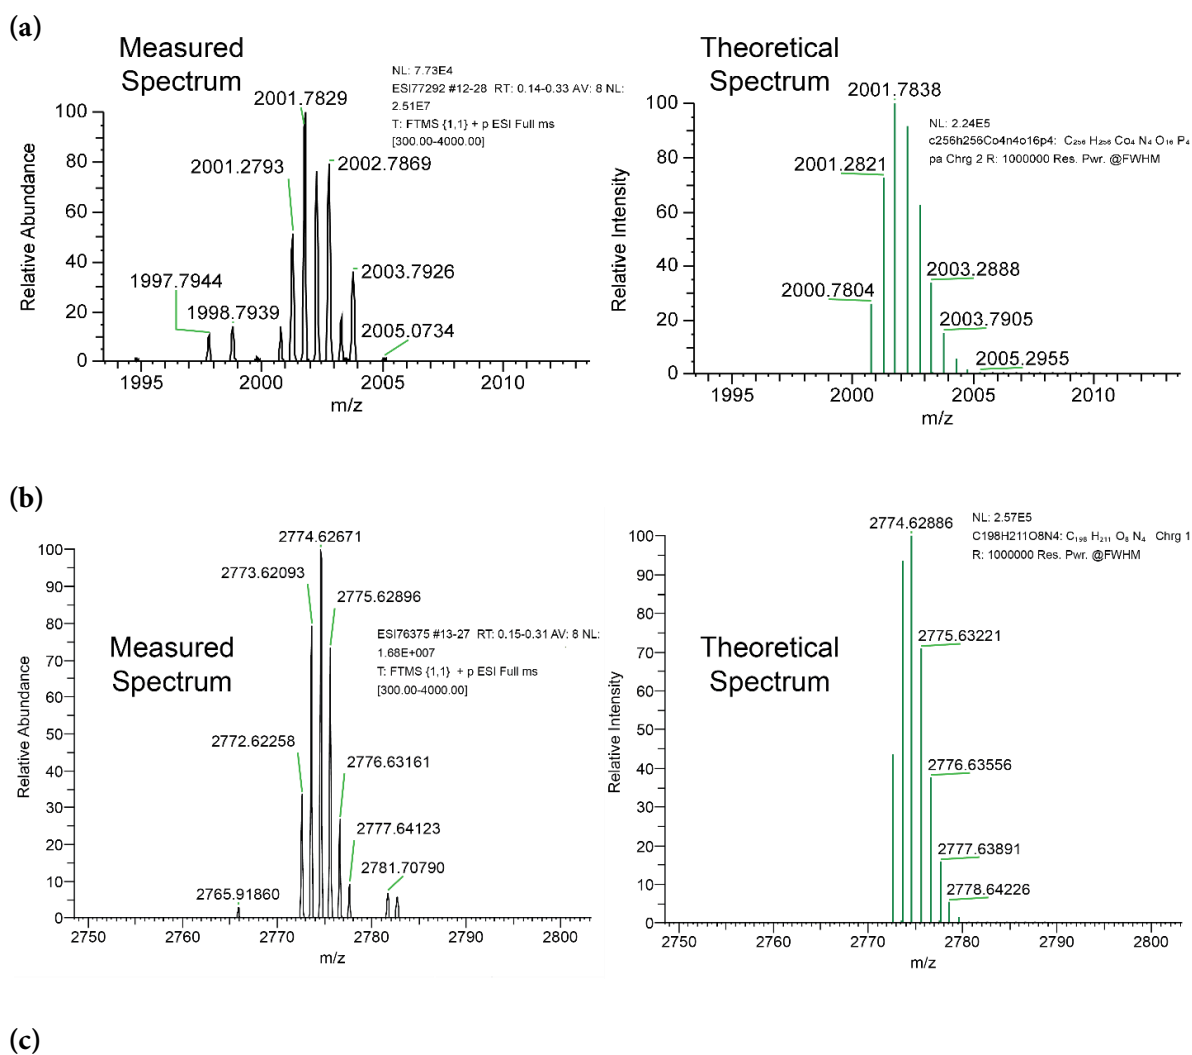 (a)
Measured
Spectrum
NL: 7.73E4
ESI77292 #12-28 RT: 0.14-0.33 AV: 8 NL:
2.51E7
T: FTMS {1,1} + p ESI Full ms
[300.00-4000.00]
2001.7829
2001.2793
2002.7869
1997.7944
1998.7939
2003.7926
2005.0734
Relative Abundance
100
80
60
40
20
0
1995
2000
2005
2010
m/z
Theoretical
Spectrum
2001.7838
NL: 2.24E5
c256h256Co4n4o16p4: C₂₅₆ H₂₅₆ Co₄ N₄ O₁₆ P₄
pa Chrg 2 R: 1000000 Res. Pwr. @FWHM
2001.2821
2000.7804
2003.2888
2003.7905
2005.2955
Relative Intensity
100
80
60
40
20
0
1995
2000
2005
2010
m/z
(b)
2774.62671
2773.62093
2775.62896
ESI76375 #13-27 RT: 0.15-0.31 AV: 8 NL:
1.68E+007
T: FTMS {1,1} + p ESI Full ms
[300.00-4000.00]
Measured
Spectrum
2772.62258
2776.63161
2777.64123
2781.70790
2765.91860
Relative Abundance
100
90
80
70
60
50
40
30
20
10
0
2750
2760
2770
2780
2790
2800
m/z
2774.62886
NL: 2.57E5
C198H211O8N4: C₁₉₈ H₂₁₁ O₈ N₄ Chrg 1
R: 1000000 Res. Pwr. @FWHM
Theoretical
Spectrum
2775.63221
2776.63556
2777.63891
2778.64226
Relative Intensity
100
90
80
70
60
50
40
30
20
10
0
2750
2760
2770
2780
2790
2800
m/z
(c)